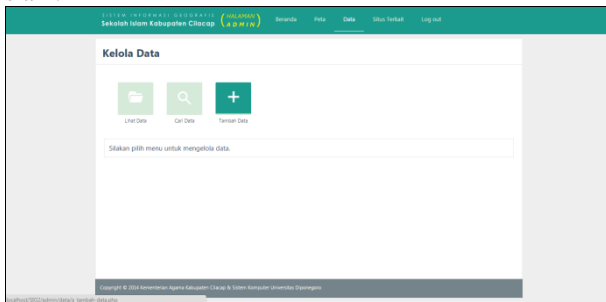 SISTEM INFORMASI GEOGRAFIS
Sekolah Islam Kabupaten Cilacap
(HALAMAN ADMIN)
Beranda Peta Data Situs Terkait Log out
Kelola Data
Lihat Data Cari Data Tambah Data
Silakan pilih menu untuk mengelola data.
Copyright © 2014 Kementerian Agama Kabupaten Cilacap & Sistem Komputer Universitas Diponegoro